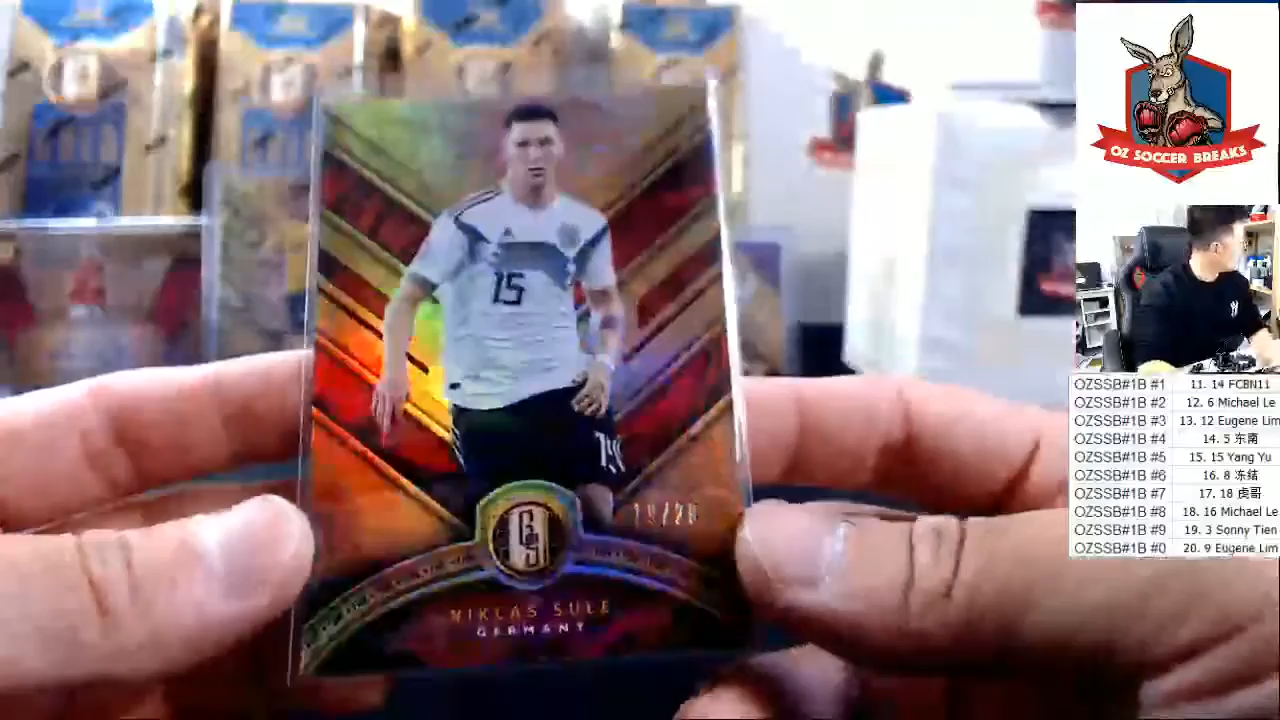 OZ SOCCER BREAKS
15
NIKLAS SÜLE
GERMANY
OZSSB#1B #1 11. 14 FCBN11
OZSSB#1B #2 12. 6 Michael Le
OZSSB#1B #3 13. 12 Eugene Lim
OZSSB#1B #4 14. 5 东南
OZSSB#1B #5 15. 15 Yang Yu
OZSSB#1B #6 16. 8 冻结
OZSSB#1B #7 17. 18 虎哥
OZSSB#1B #8 18. 16 Michael Le
OZSSB#1B #9 19. 3 Sonny Tien
OZSSB#1B #0 20. 9 Eugene Lim